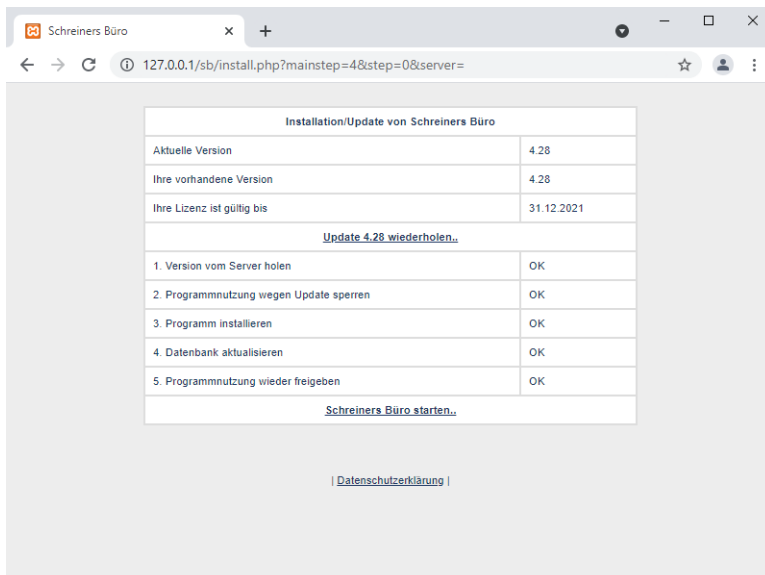 Schreiners Büro
127.0.0.1/sb/install.php?mainstep=4&step=0&server=
Installation/Update von Schreiners Büro
Aktuelle Version 4.28
Ihre vorhandene Version 4.28
Ihre Lizenz ist gültig bis 31.12.2021
Update 4.28 wiederholen..
1. Version vom Server holen OK
2. Programmnutzung wegen Update sperren OK
3. Programm installieren OK
4. Datenbank aktualisieren OK
5. Programmnutzung wieder freigeben OK
Schreiners Büro starten..
| Datenschutzerklärung |